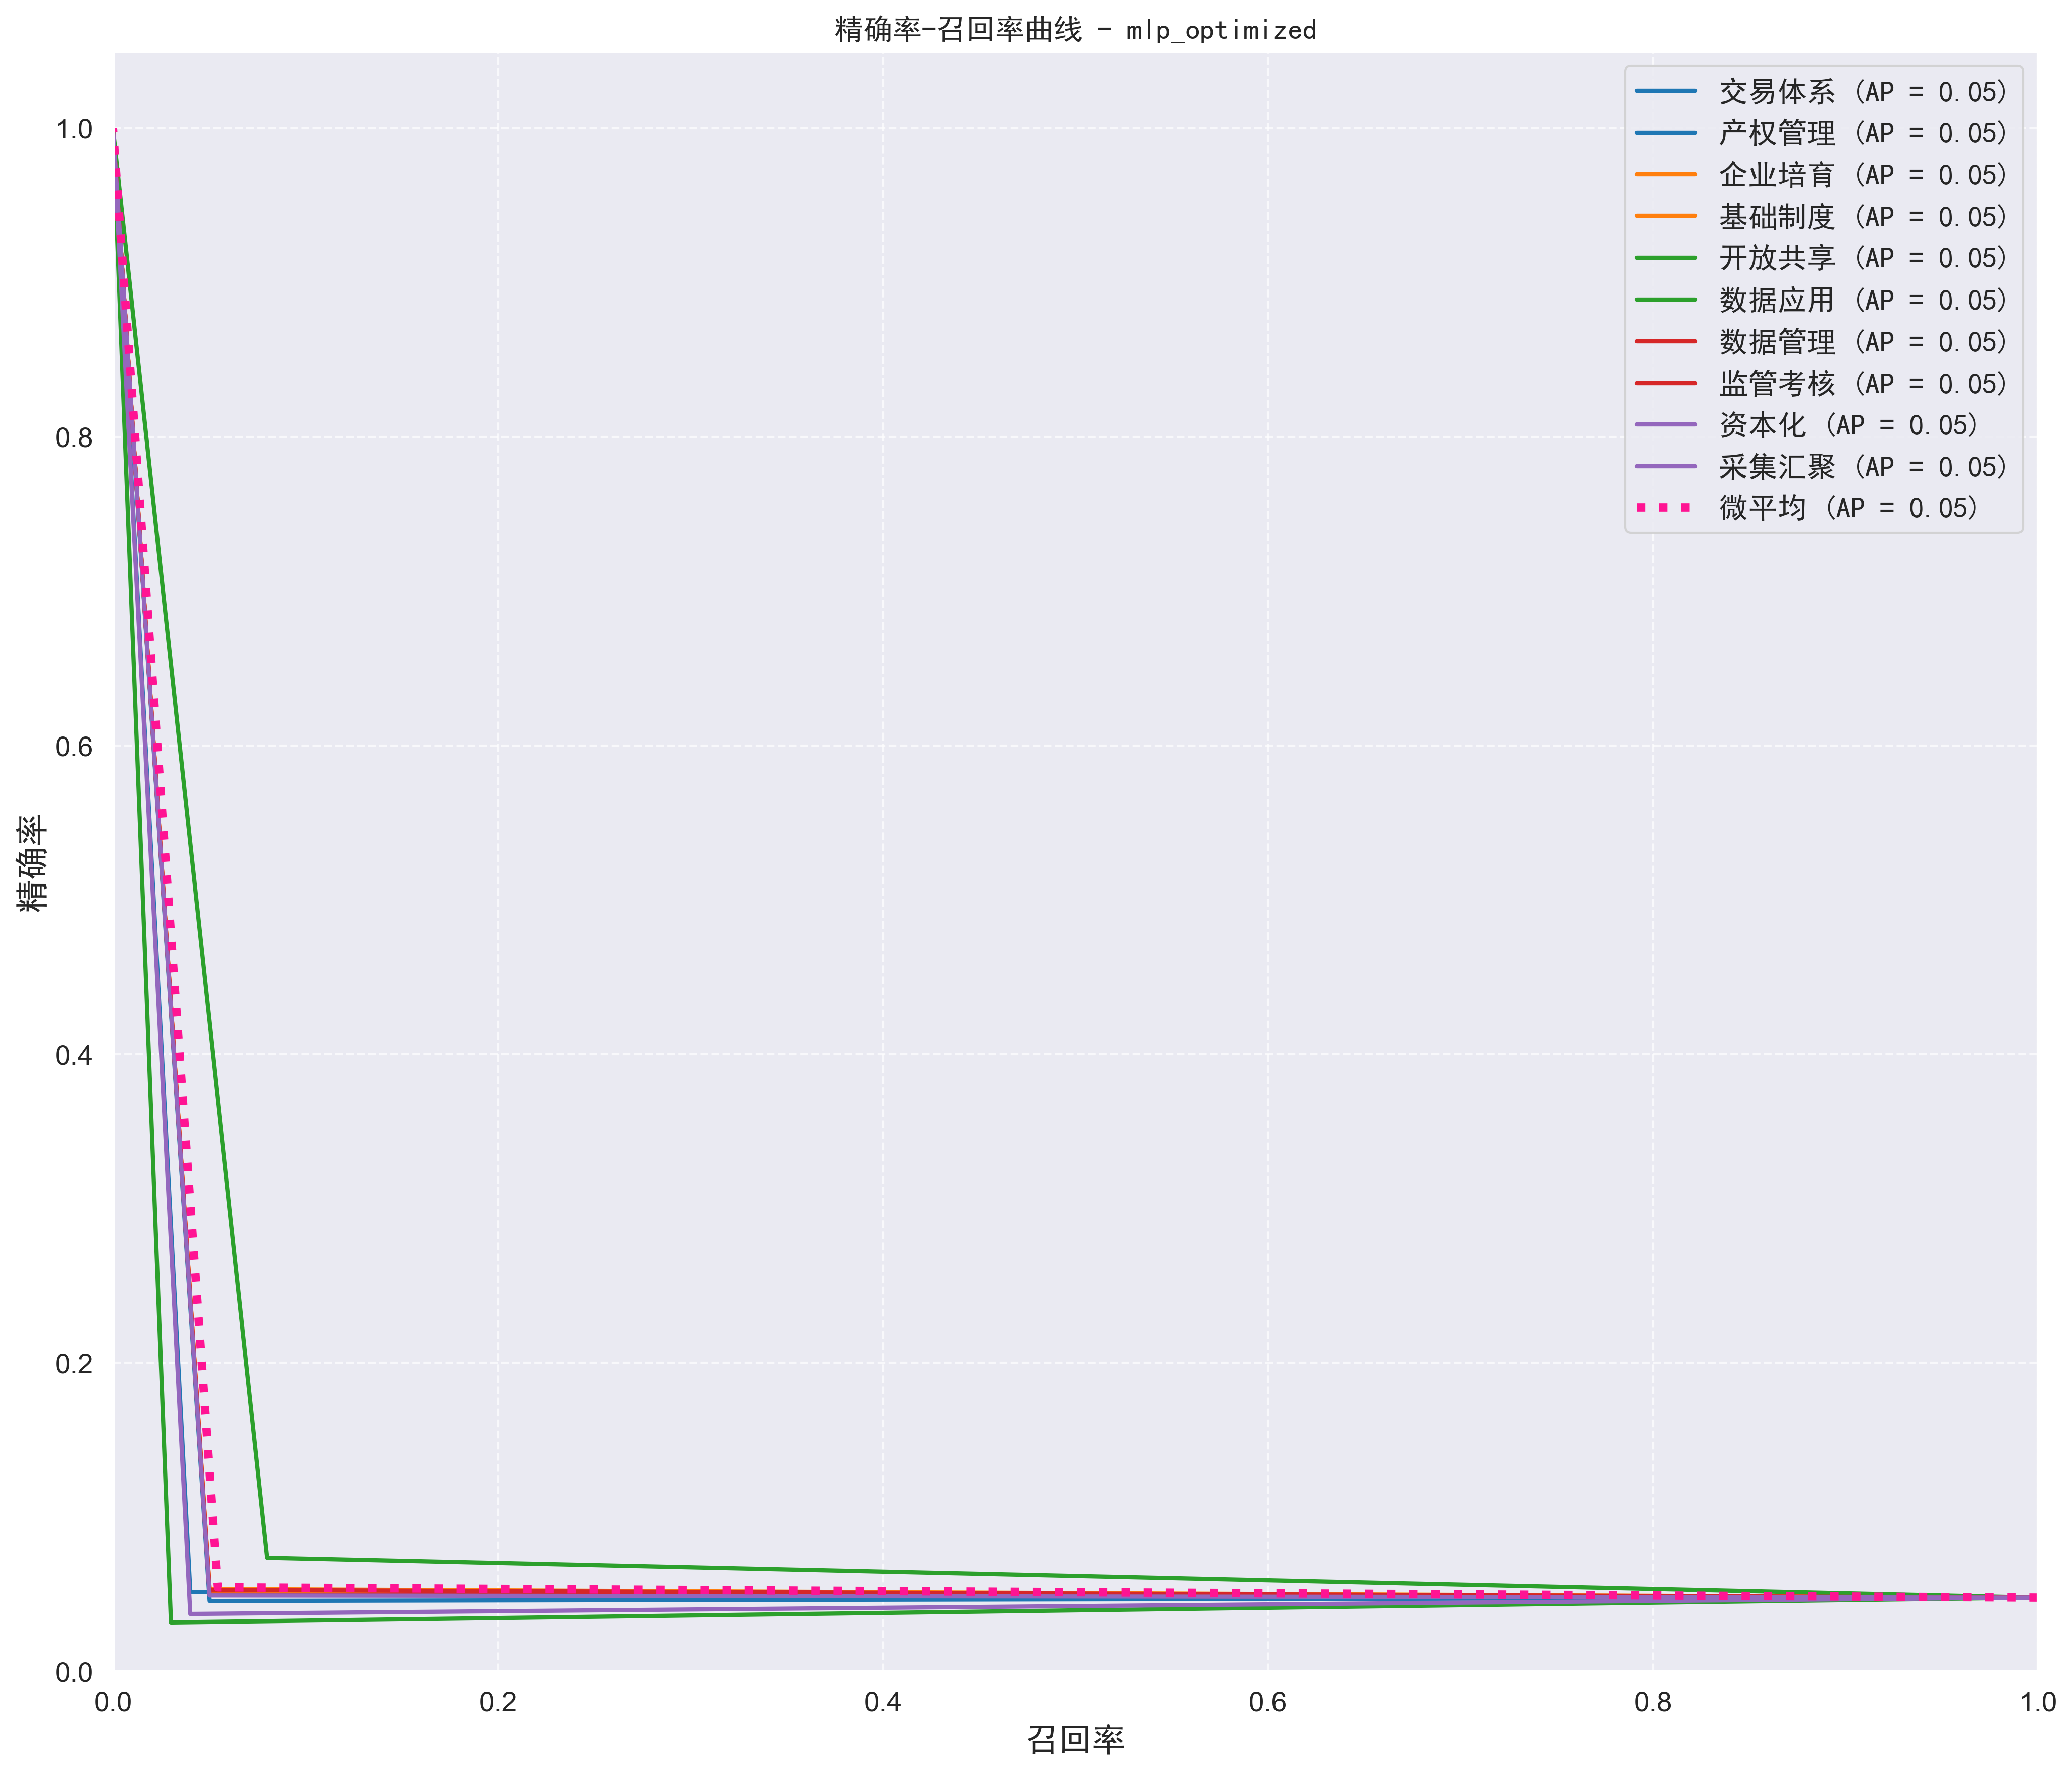 精确率-召回率曲线 - mlp_optimized
交易体系 (AP = 0.05)
产权管理 (AP = 0.05)
企业培育 (AP = 0.05)
基础制度 (AP = 0.05)
开放共享 (AP = 0.05)
数据应用 (AP = 0.05)
数据管理 (AP = 0.05)
监管考核 (AP = 0.05)
资本化 (AP = 0.05)
采集汇聚 (AP = 0.05)
微平均 (AP = 0.05)
1.0
0.8
0.6
0.4
0.2
0.0
精确率
0.0 0.2 0.4 0.6 0.8 1.0
召回率